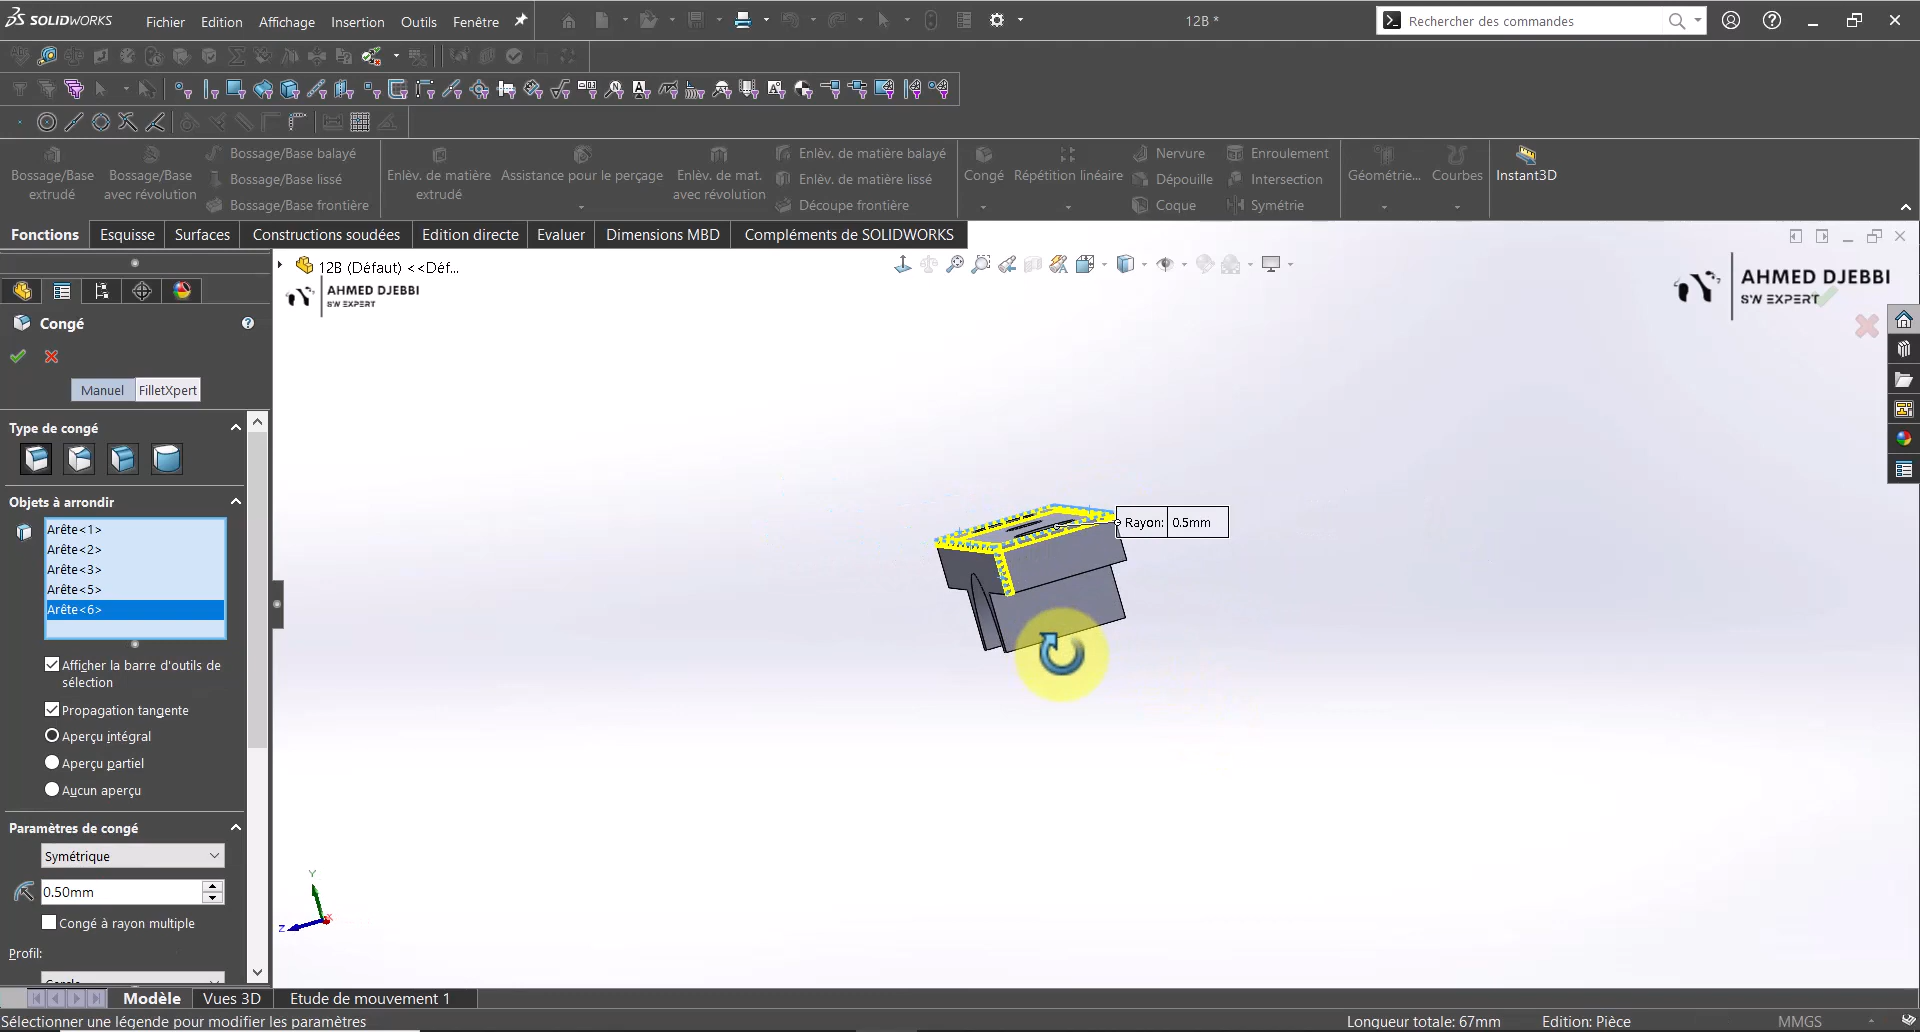 SOLIDWORKS
Fichier
Edition
Affichage
Insertion
Outils
Fenêtre
12B *
Rechercher des commandes
Bossage/Base extrudé
Bossage/Base avec révolution
Bossage/Base balayé
Bossage/Base lissé
Bossage/Base frontière
Enlèv. de matière extrudé
Assistance pour le perçage
Enlèv. de mat. avec révolution
Enlèv. de matière balayé
Enlèv. de matière lissé
Découpe frontière
Congé
Répétition linéaire
Nervure
Dépouille
Coque
Enroulement
Intersection
Symétrie
Géométrie...
Courbes
Instant3D
Fonctions
Esquisse
Surfaces
Constructions soudées
Edition directe
Evaluer
Dimensions MBD
Compléments de SOLIDWORKS
12B (Défaut) <<Déf...
AHMED DJEBBI
SW EXPERT
AHMED DJEBBI
SW EXPERT
Congé
Manuel
FilletXpert
Type de congé
Objets à arrondir
Arête<1>
Arête<2>
Arête<3>
Arête<5>
Arête<6>
Afficher la barre d'outils de
sélection
Propagation tangente
Aperçu intégral
Aperçu partiel
Aucun aperçu
Paramètres de congé
Symétrique
0.50mm
Congé à rayon multiple
Profil:
Rayon: 0.5mm
Y
Z
X
Modèle
Vues 3D
Etude de mouvement 1
Sélectionner une légende pour modifier les paramètres
Longueur totale: 67mm
Edition: Pièce
MMGS